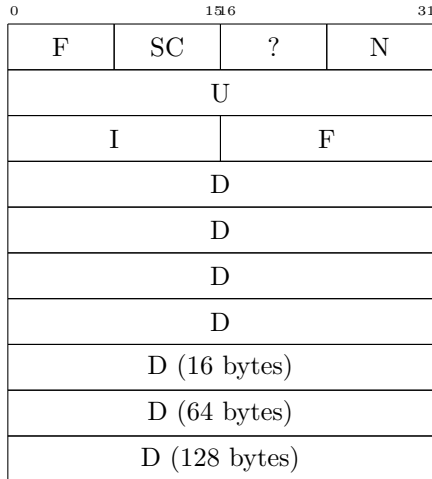 0 15 16 31
F SC ? N
U
I F
D
D
D
D
D (16 bytes)
D (64 bytes)
D (128 bytes)